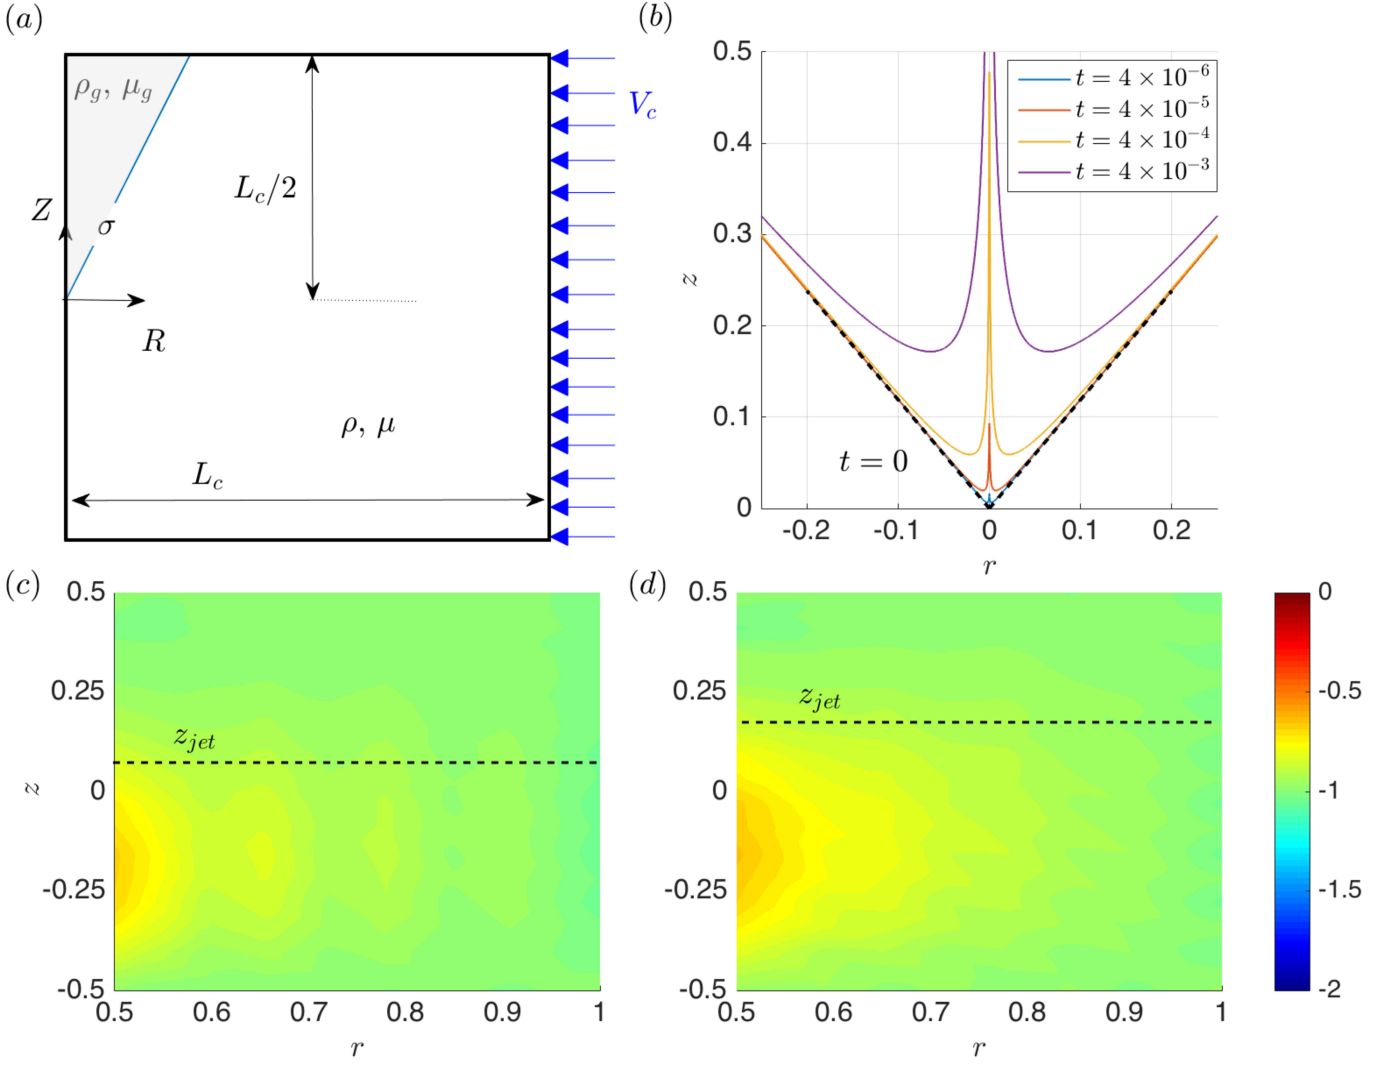 (a)
ρg, μg
Vc
Lc/2
Z
σ
R
ρ, μ
Lc
(b)
0.5
0.4
0.3
0.2
0.1
0
z
t = 4 × 10−6
t = 4 × 10−5
t = 4 × 10−4
t = 4 × 10−3
t = 0
-0.2 -0.1 0 0.1 0.2
r
(c)
0.5
0.25
0
-0.25
-0.5
z
zjet
0.5 0.6 0.7 0.8 0.9 1
r
(d)
0.5
0.25
0
-0.25
-0.5
zjet
0.5 0.6 0.7 0.8 0.9 1
r
0
-0.5
-1
-1.5
-2